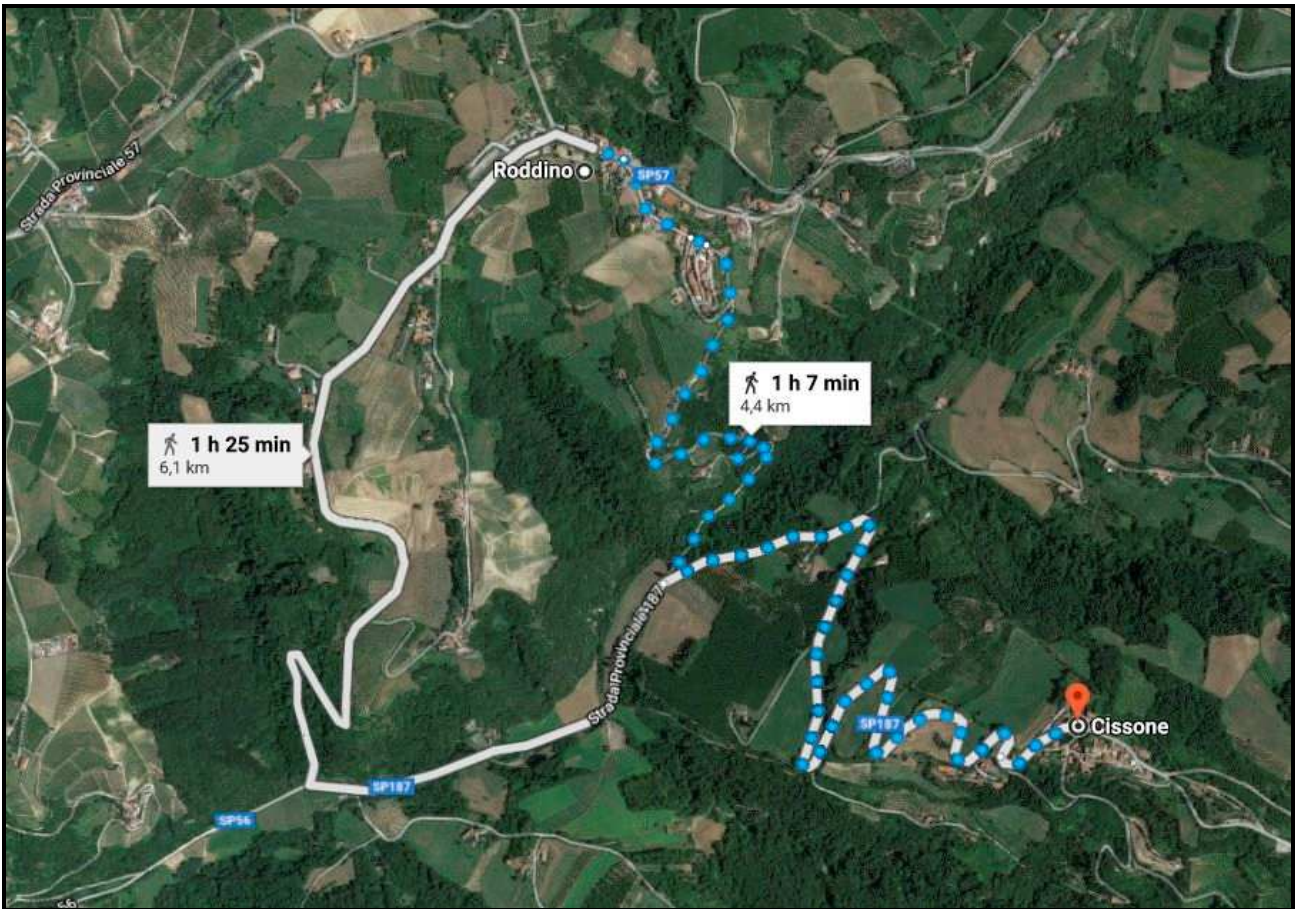 Strada Provinciale 57
Roddino
SP57
1 h 7 min
4,4 km
1 h 25 min
6,1 km
Strada Provinciale 187
SP187
Cissone
SP187
SP56
56